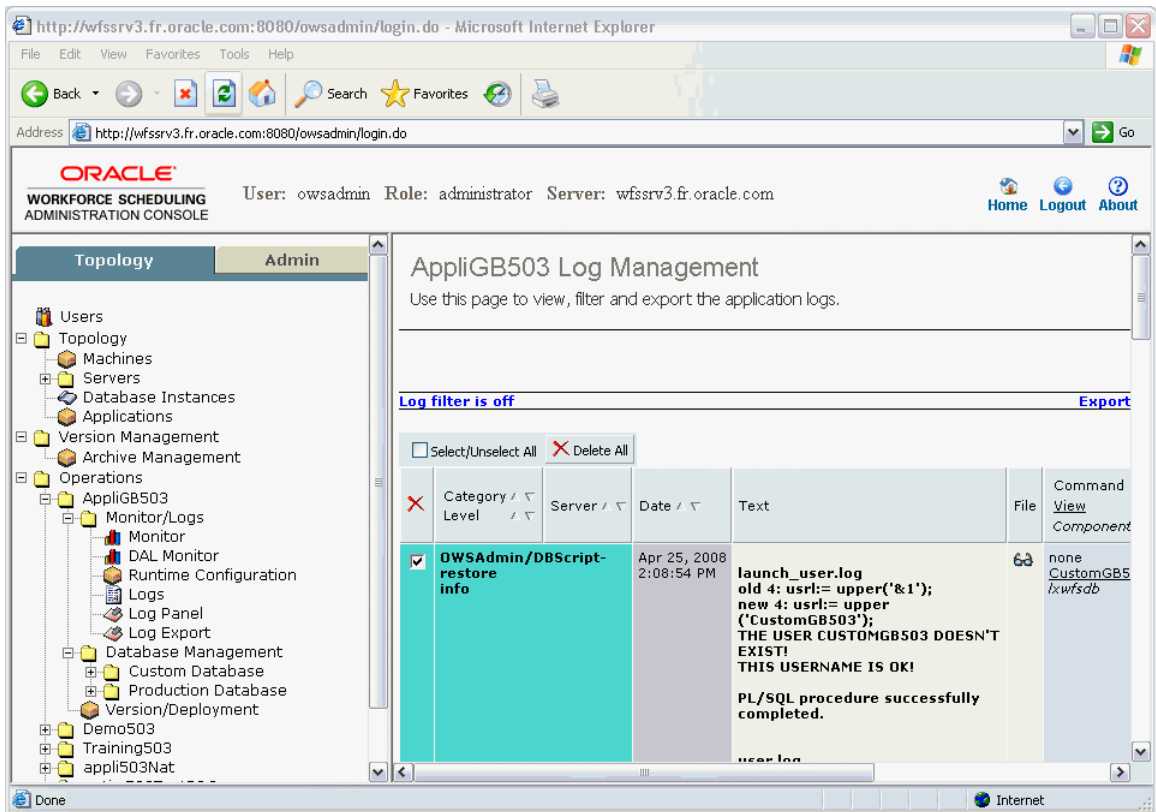 http://wfssrv3.fr.oracle.com:8080/owsadmin/login.do - Microsoft Internet Explorer
File Edit View Favorites Tools Help
Back Search Favorites
Address http://wfssrv3.fr.oracle.com:8080/owsadmin/login.do Go
ORACLE
WORKFORCE SCHEDULING
ADMINISTRATION CONSOLE
User: owsadmin Role: administrator Server: wfssrv3.fr.oracle.com
Home Logout About
Topology Admin
Users
Topology
Machines
Servers
Database Instances
Applications
Version Management
Archive Management
Operations
AppliGB503
Monitor/Logs
Monitor
DAL Monitor
Runtime Configuration
Logs
Log Panel
Log Export
Database Management
Custom Database
Production Database
Version/Deployment
Demo503
Training503
appli503Nat
AppliGB503 Log Management
Use this page to view, filter and export the application logs.
Log filter is off Export
Select/Unselect All Delete All
Category
Level
Server
Date
Text
File
Command
View
Component
OWSAdmin/DBScript-
restore
info
Apr 25, 2008
2:08:54 PM
launch_user.log
old 4: usrl:= upper('&1');
new 4: usrl:= upper
('CustomGB503');
THE USER CUSTOMGB503 DOESN'T
EXIST!
THIS USERNAME IS OK!
PL/SQL procedure successfully
completed.
user log
none
CustomGB5
lxwfsdb
Done Internet